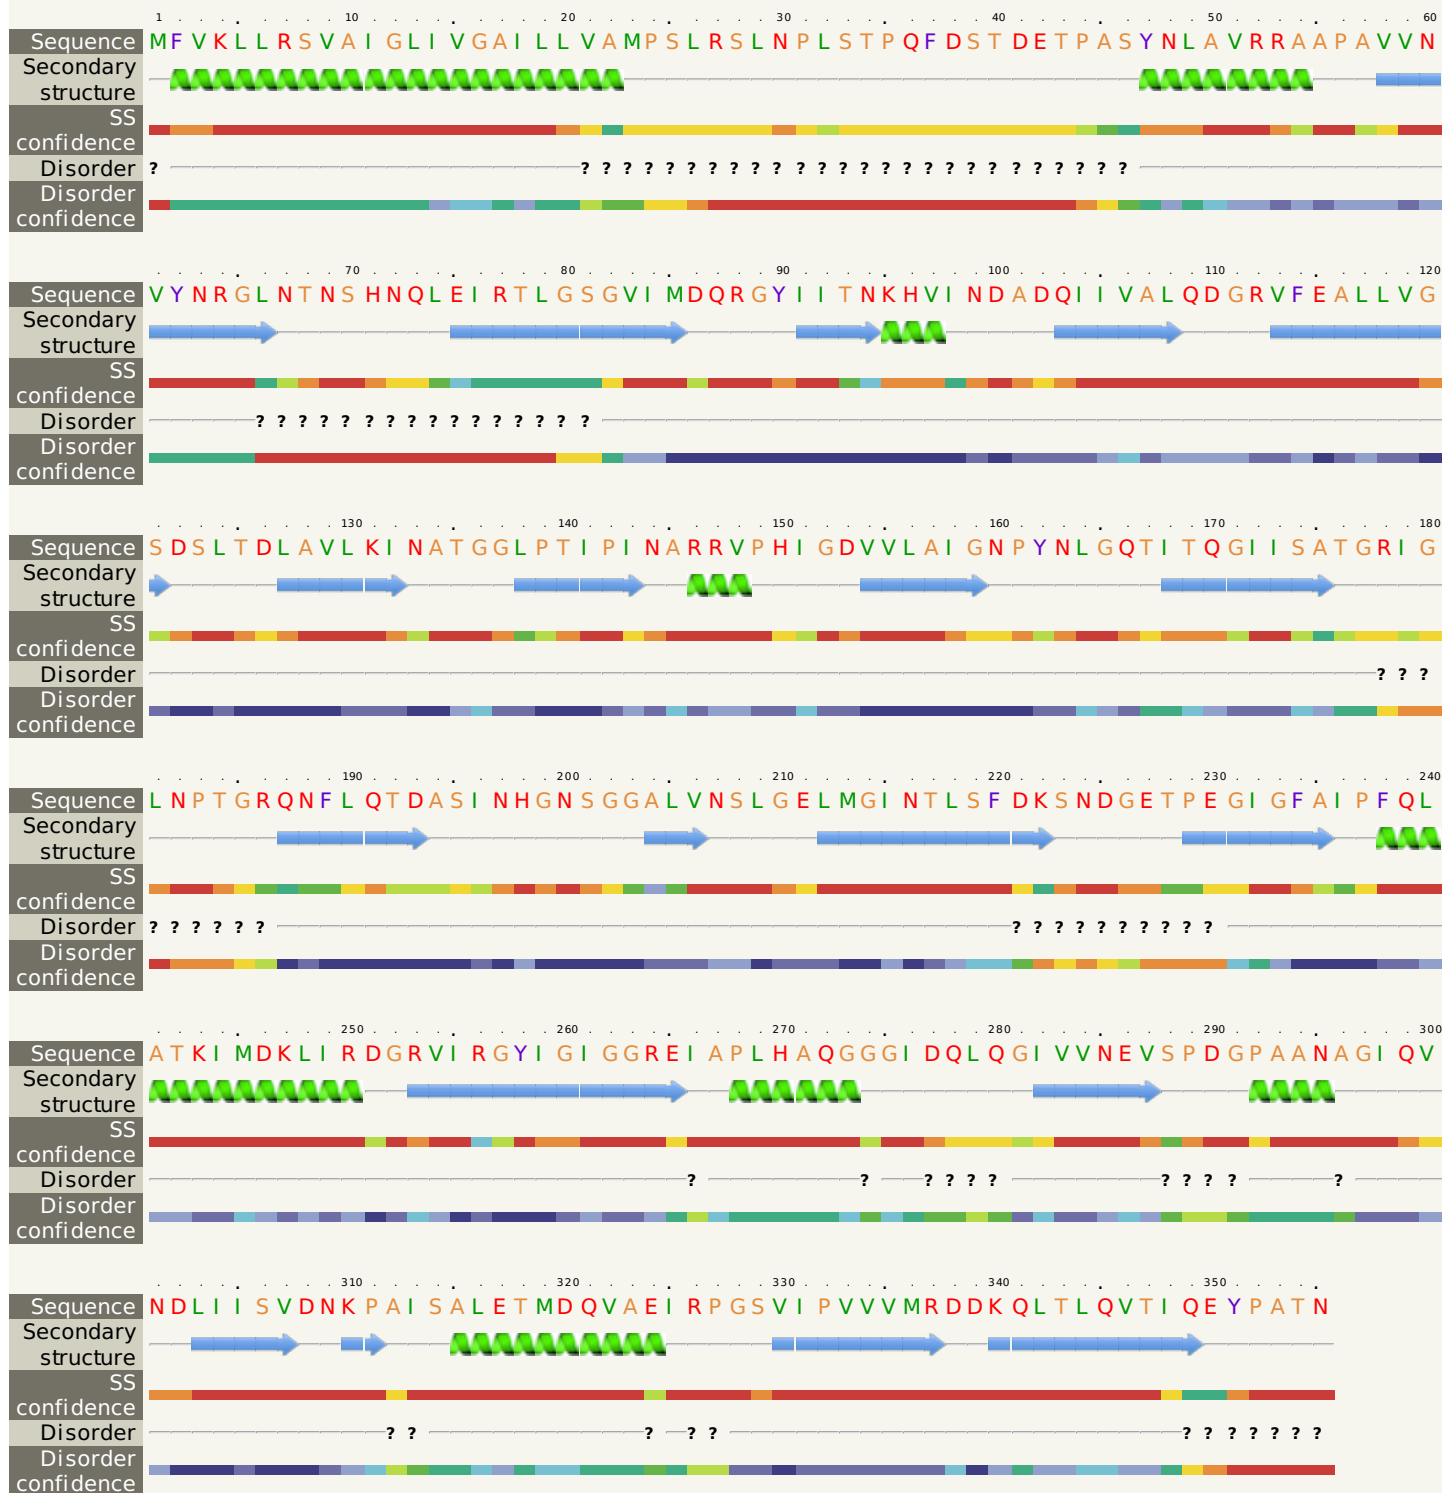 1 10 20 30 40 50 60
Sequence M F V K L L R S V A I G L I V G A I L L V A M P S L R S L N P L S T P Q F D S T D E T P A S Y N L A V R R A A P A V V N
Secondary
structure
SS
confidence
Disorder ? ? ? ? ? ? ? ? ? ? ? ? ? ? ? ? ? ? ? ? ? ? ? ? ? ? ?
Disorder
confidence
70 80 90 100 110 120
Sequence V Y N R G L N T N S H N Q L E I R T L G S G V I M D Q R G Y I I T N K H V I N D A D Q I I V A L Q D G R V F E A L L V G
Secondary
structure
SS
confidence
Disorder ? ? ? ? ? ? ? ? ? ? ? ? ? ? ? ?
Disorder
confidence
130 140 150 160 170 180
Sequence S D S L T D L A V L K I N A T G G L P T I P I N A R R V P H I G D V V L A I G N P Y N L G Q T I T Q G I I S A T G R I G
Secondary
structure
SS
confidence
Disorder ? ? ?
Disorder
confidence
190 200 210 220 230 240
Sequence L N P T G R Q N F L Q T D A S I N H G N S G G A L V N S L G E L M G I N T L S F D K S N D G E T P E G I G F A I P F Q L
Secondary
structure
SS
confidence
Disorder ? ? ? ? ? ? ? ? ? ? ? ? ? ? ? ?
Disorder
confidence
250 260 270 280 290 300
Sequence A T K I M D K L I R D G R V I R G Y I G I G G R E I A P L H A Q G G G I D Q L Q G I V V N E V S P D G P A A N A G I Q V
Secondary
structure
SS
confidence
Disorder ? ? ? ? ? ? ? ? ? ? ?
Disorder
confidence
310 320 330 340 350
Sequence N D L I I S V D N K P A I S A L E T M D Q V A E I R P G S V I P V V V M R D D K Q L T L Q V T I Q E Y P A T N
Secondary
structure
SS
confidence
Disorder ? ? ? ? ? ? ? ? ? ? ? ?
Disorder
confidence